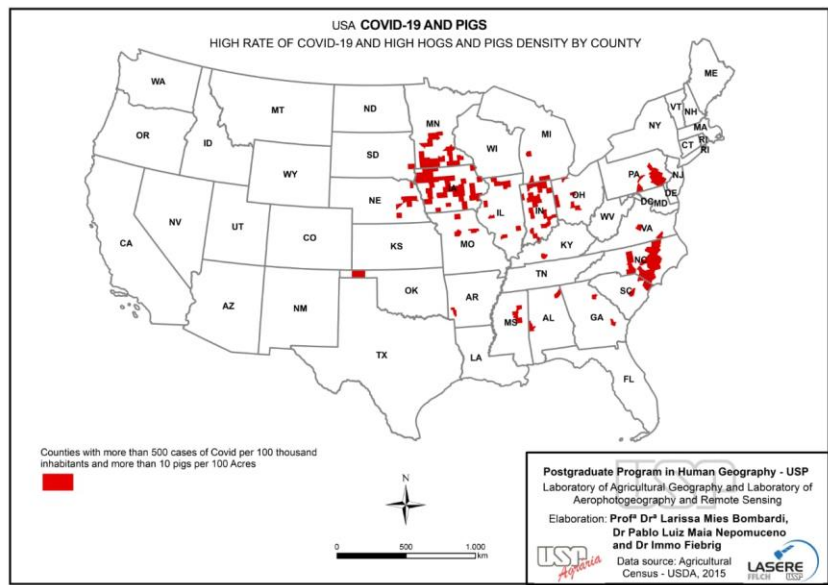 USA COVID-19 AND PIGS
HIGH RATE OF COVID-19 AND HIGH HOGS AND PIGS DENSITY BY COUNTY
WA
MT
ND
MN
ME
OR
ID
SD
WI
MI
VT
NH
NY
MA
CT
RI
RI
WY
IA
PA
NJ
NV
NE
IL
IN
OH
DE
DC
MD
CA
UT
CO
KS
MO
KY
WV
VA
AZ
NM
OK
AR
TN
NC
SC
TX
LA
MS
AL
GA
FL
Counties with more than 500 cases of Covid per 100 thousand
inhabitants and more than 10 pigs per 100 Acres
N
0
500
1.000
km
Postgraduate Program in Human Geography - USP
Laboratory of Agricultural Geography and Laboratory of
Aerophotogeography and Remote Sensing
Elaboration: Profª Drª Larissa Mies Bombardi,
Dr Pablo Luiz Maia Nepomuceno
and Dr Immo Fiebrig
Data source: Agricultural
Census - USDA, 2015
USP
Agraria
LASERE
FFLCH USP